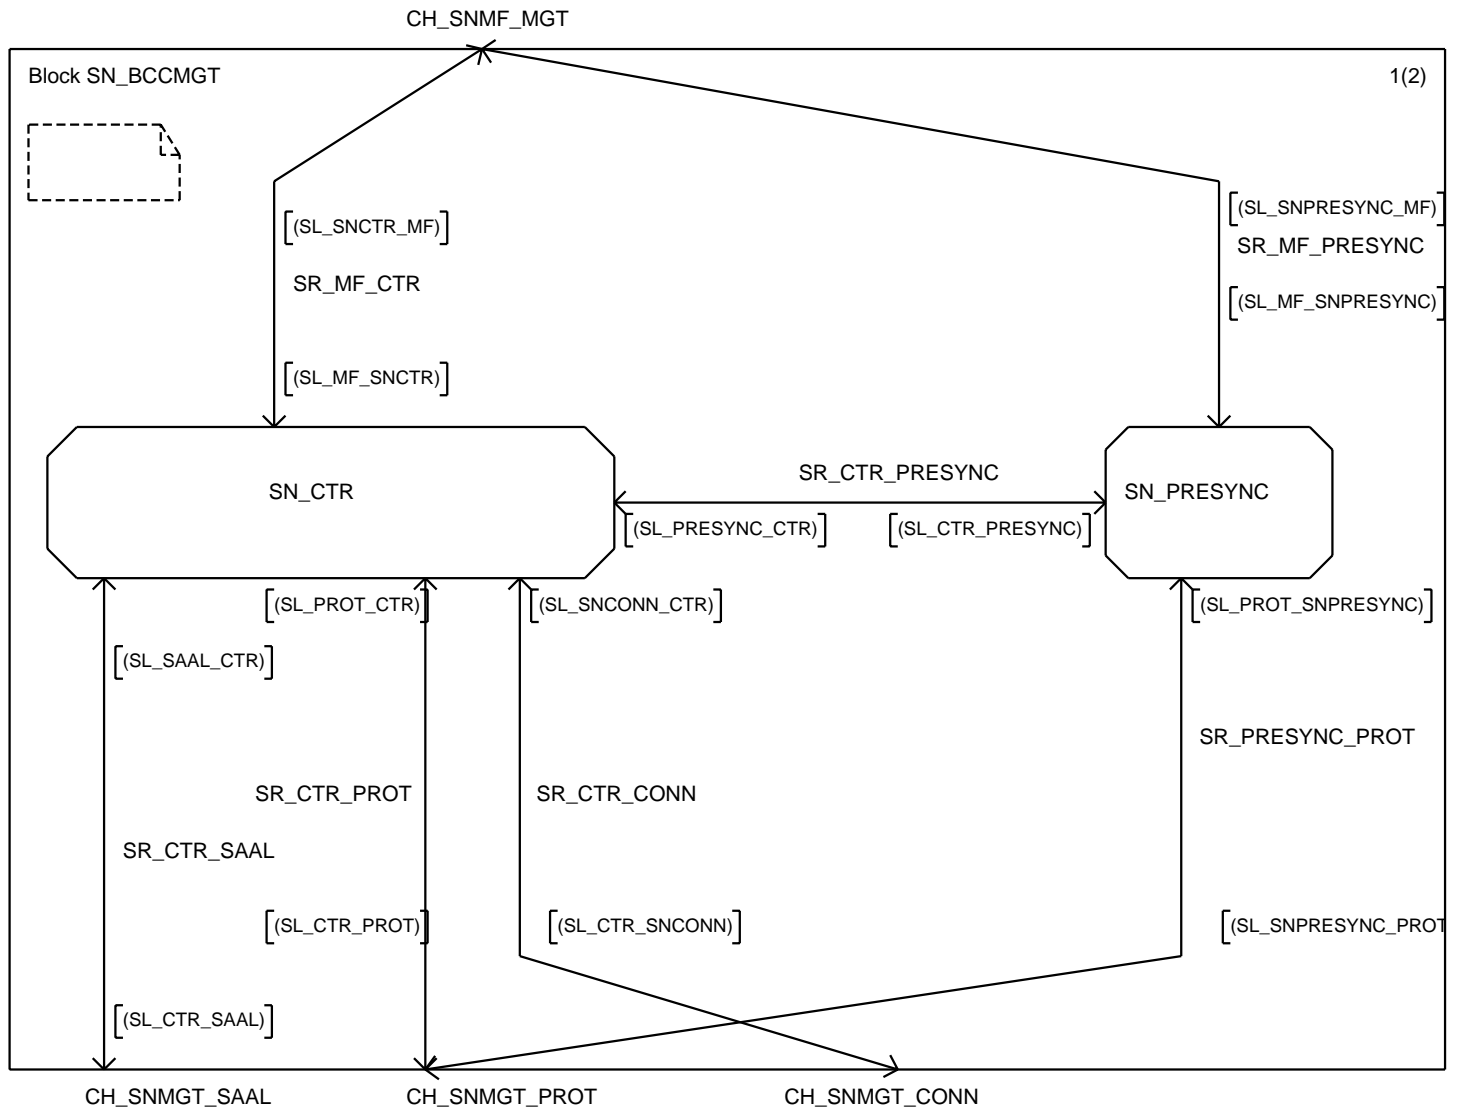 CH_SNMF_MGT
Block SN_BCCMGT
1(2)
(SL_SNCTR_MF)
(SL_SNPRESYNC_MF)
SR_MF_CTR
SR_MF_PRESYNC
(SL_MF_SNPRESYNC)
(SL_MF_SNCTR)
SN_CTR
SR_CTR_PRESYNC
SN_PRESYNC
(SL_PRESYNC_CTR)
(SL_CTR_PRESYNC)
(SL_PROT_CTR)
(SL_SNCONN_CTR)
(SL_PROT_SNPRESYNC)
(SL_SAAL_CTR)
SR_PRESYNC_PROT
SR_CTR_PROT
SR_CTR_CONN
SR_CTR_SAAL
(SL_CTR_PROT)
(SL_CTR_SNCONN)
(SL_SNPRESYNC_PROT
(SL_CTR_SAAL)
CH_SNMGT_SAAL
CH_SNMGT_PROT
CH_SNMGT_CONN